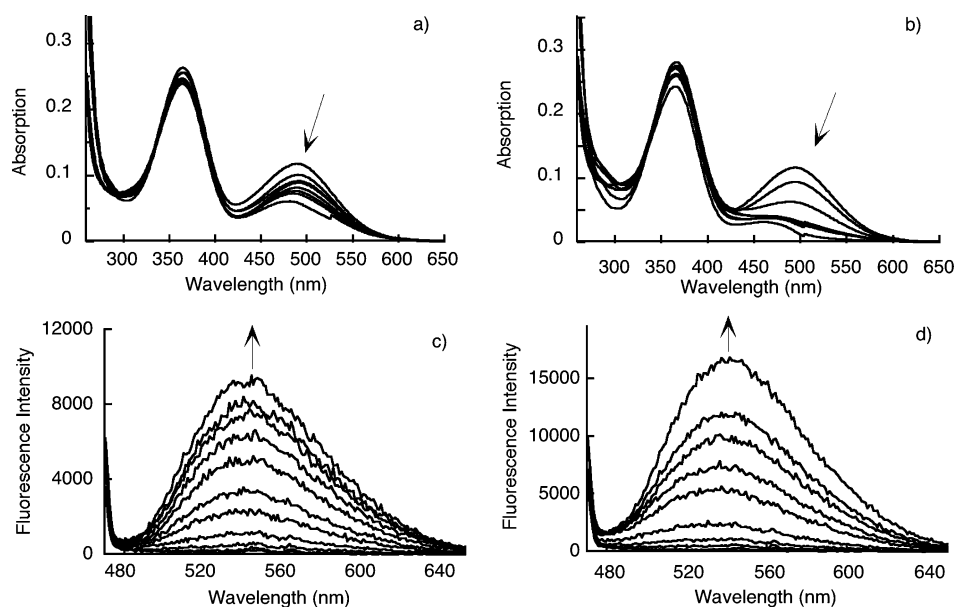 a)
0.3
0.2
0.1
0
Absorption
300 350 400 450 500 550 600 650
Wavelength (nm)
b)
0.3
0.2
0.1
0
Absorption
300 350 400 450 500 550 600 650
Wavelength (nm)
c)
12000
8000
4000
0
Fluorescence Intensity
480 520 560 600 640
Wavelength (nm)
d)
15000
10000
5000
0
Fluorescence Intensity
480 520 560 600 640
Wavelength (nm)